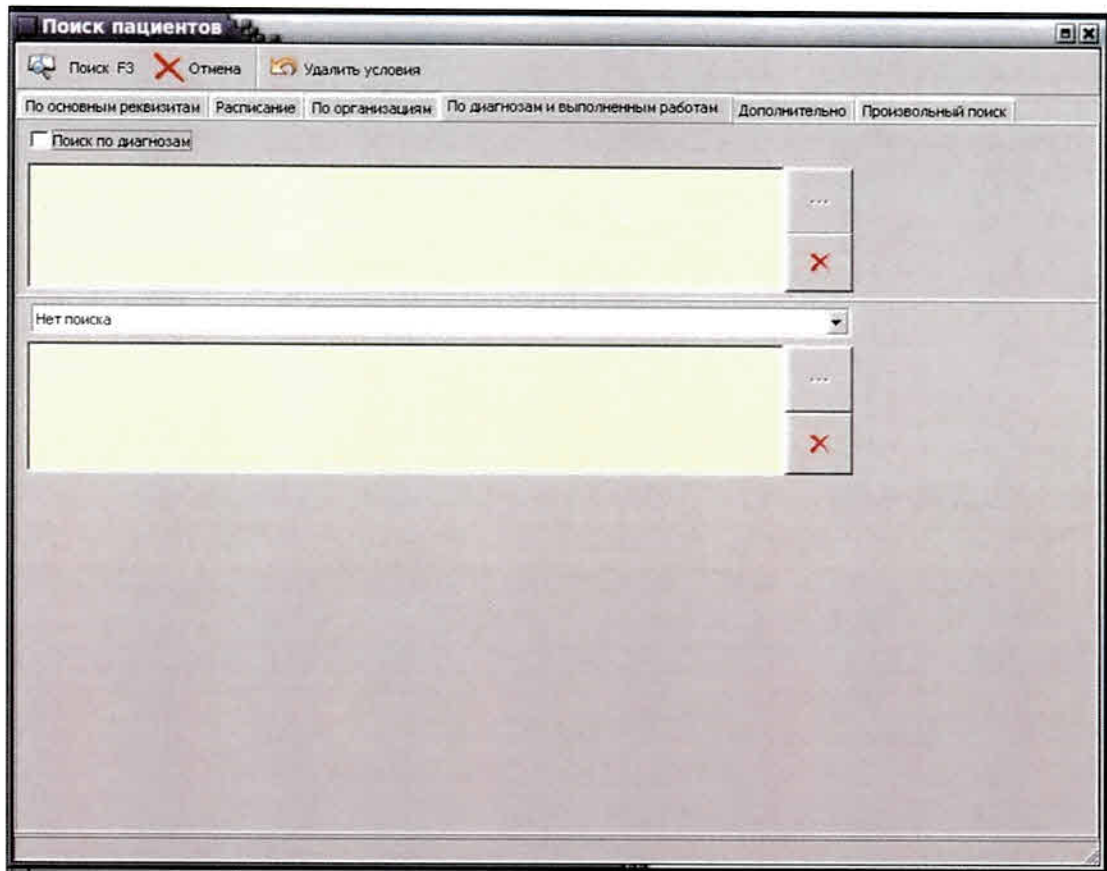 Поиск пациентов
Поиск F3 Отмена Удалить условия
По основным реквизитам Расписание По организациям По диагнозам и выполненным работам Дополнительно Произвольный поиск
Поиск по диагнозам
...
Нет поиска
...